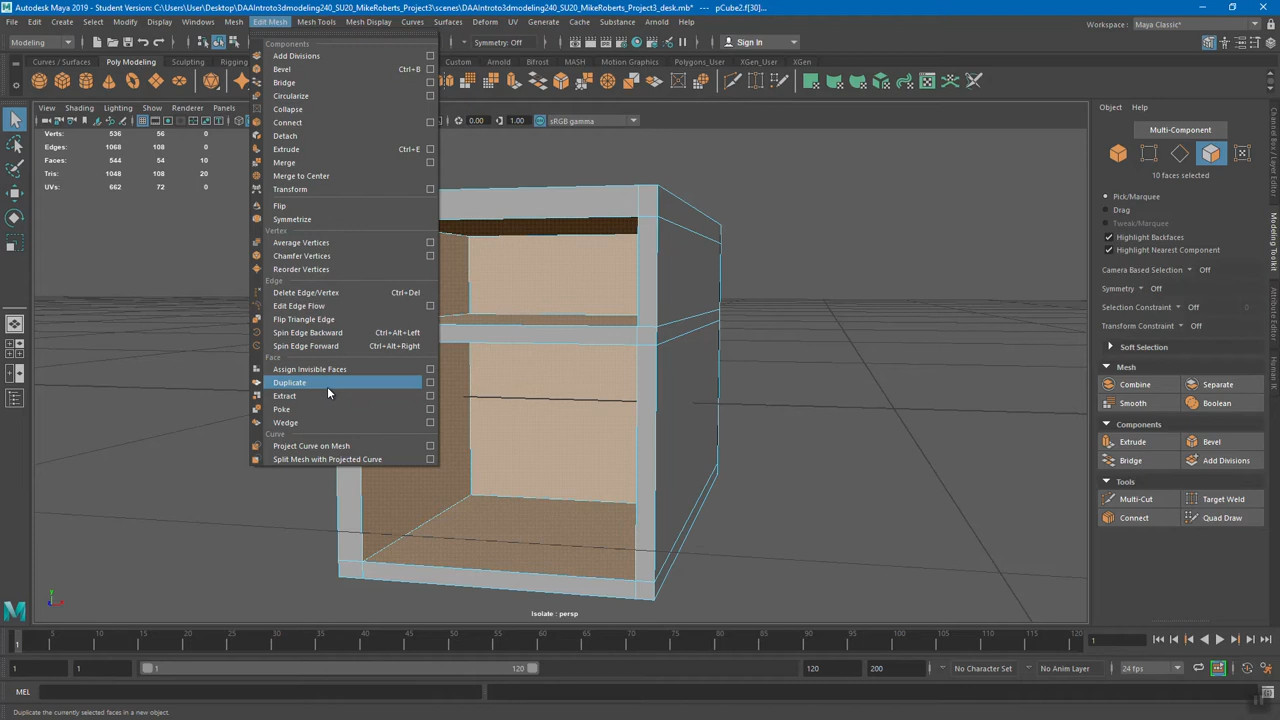 Autodesk Maya 2019 - Student Version: C:\Users\User\Desktop\DAAIntroto3dmodeling240_SU20_MikeRoberts_Project3\scenes\DAAIntroto3dmodeling240_SU20_MikeRoberts_Project3_desk.mb* --- pCube2.f[30]...
File Edit Create Select Modify Display Windows Mesh Edit Mesh Mesh Tools Mesh Display Curves Surfaces Deform UV Generate Cache Substance Arnold Help
Workspace : Maya Classic*
Modeling
Symmetry: Off
Sign In
Curves / Surfaces Poly Modeling Sculpting Rigging Custom Arnold Bifrost MASH Motion Graphics Polygons_User XGen_User XGen
View Shading Lighting Show Renderer Panels
0.00 1.00 sRGB gamma
Verts: 536 56 0
Edges: 1068 108 0
Faces: 544 54 10
Tris: 1048 108 20
UVs: 662 72 0
Components
Add Divisions
Bevel Ctrl+B
Bridge
Circularize
Collapse
Connect
Detach
Extrude Ctrl+E
Merge
Merge to Center
Transform
Flip
Symmetrize
Vertex
Average Vertices
Chamfer Vertices
Reorder Vertices
Edge
Delete Edge/Vertex Ctrl+Del
Edit Edge Flow
Flip Triangle Edge
Spin Edge Backward Ctrl+Alt+Left
Spin Edge Forward Ctrl+Alt+Right
Face
Assign Invisible Faces
Duplicate
Extract
Poke
Wedge
Curve
Project Curve on Mesh
Split Mesh with Projected Curve
Isolate : persp
y
Object Help
Multi-Component
10 faces selected
Pick/Marquee
Drag
Tweak/Marquee
Highlight Backfaces
Highlight Nearest Component
Camera Based Selection Off
Symmetry: Off
Selection Constraint Off
Transform Constraint Off
Soft Selection
Mesh
Combine Separate
Smooth Boolean
Components
Extrude Bevel
Bridge Add Divisions
Tools
Multi-Cut Target Weld
Connect Quad Draw
Channel Box / Layer Editor
Modeling Toolkit
Human IK
5 10 15 20 25 30 35 40 45 50 55 60 65 70 75 80 85 90 95 100 105 110 115 120
1
1 1 1 120 120 200 No Character Set No Anim Layer 24 fps
MEL
Duplicate the currently selected faces in a new object.